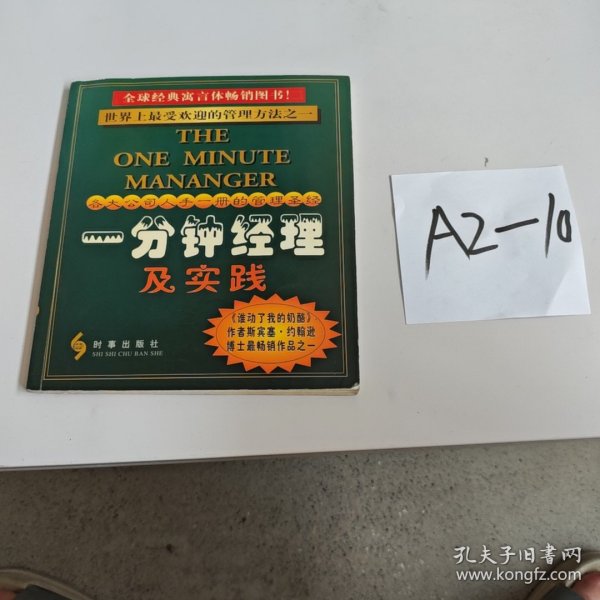 全球经典寓言体畅销图书！
世界上最受欢迎的管理方法之一
THE
ONE MINUTE
MANANGER
各大公司人手一册的管理圣经
一分钟经理
及实践
《谁动了我的奶酪》
作者斯宾塞·约翰逊
博士最畅销作品之一
时事出版社
SHI SHI CHU BAN SHE
A2-10
孔夫子旧书网
www.kongfz.com